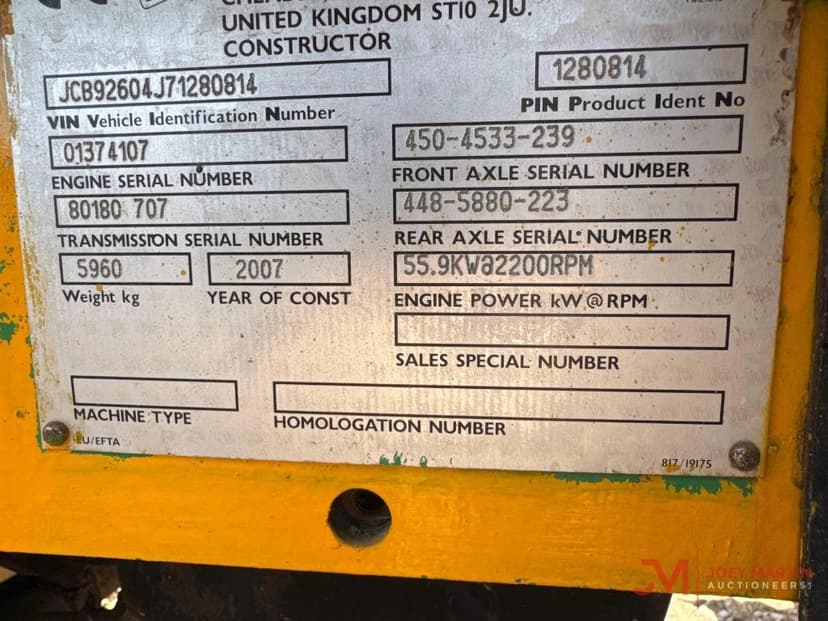 UNITED KINGDOM ST10 2JU.
CONSTRUCTOR
JCB92604J71280814
VIN Vehicle Identification Number
1280814
PIN Product Ident No
01374107
ENGINE SERIAL NUMBER
450-4533-239
FRONT AXLE SERIAL NUMBER
80180 707
TRANSMISSION SERIAL NUMBER
448-5880-223
REAR AXLE SERIAL NUMBER
5960
Weight kg
2007
YEAR OF CONST
55.9KWa2200RPM
ENGINE POWER kW@RPM
SALES SPECIAL NUMBER
MACHINE TYPE
HOMOLOGATION NUMBER
EU/EFTA
817/19175
JM JOEY MARTIN
AUCTIONEERS